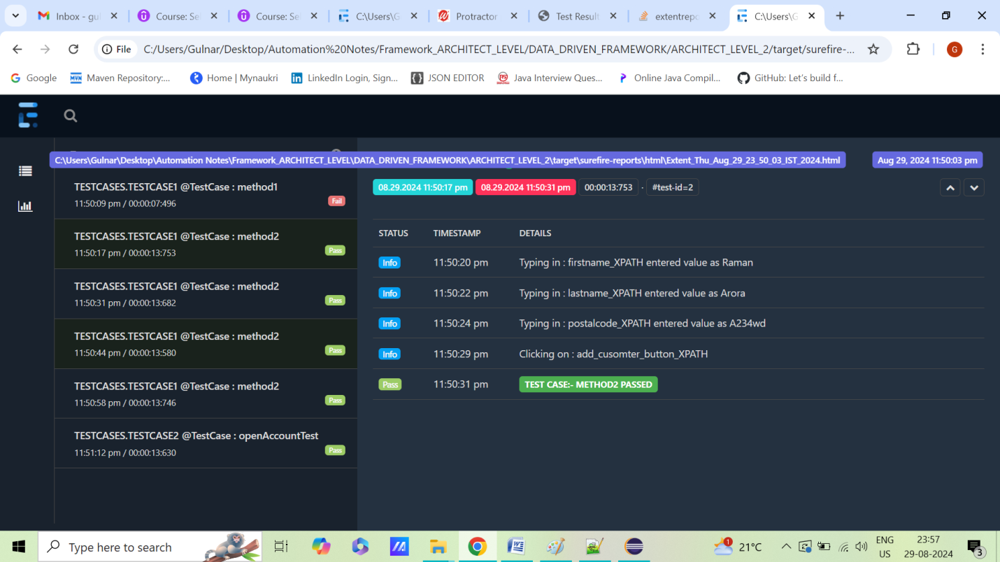 Inbox - gul
Course: Se
Course: Se
C:\Users\G
Protractor
Test Result
extentrepo
C:\Users\G
File
C:/Users/Gulnar/Desktop/Automation%20Notes/Framework_ARCHITECT_LEVEL/DATA_DRIVEN_FRAMEWORK/ARCHITECT_LEVEL_2/target/surefire-...
G
Google
MVN Maven Repository:...
Home | Mynaukri
LinkedIn Login, Sign...
JSON EDITOR
Java Interview Ques...
Online Java Compil...
GitHub: Let's build f...
C:\Users\Gulnar\Desktop\Automation Notes\Framework_ARCHITECT_LEVEL\DATA_DRIVEN_FRAMEWORK\ARCHITECT_LEVEL_2\target\surefire-reports\html\Extent_Thu_Aug_29_23_50_03_IST_2024.html
Aug 29, 2024 11:50:03 pm
TESTCASES.TESTCASE1 @TestCase : method1
11:50:09 pm / 00:00:07:496
Fail
TESTCASES.TESTCASE1 @TestCase : method2
11:50:17 pm / 00:00:13:753
Pass
TESTCASES.TESTCASE1 @TestCase : method2
11:50:31 pm / 00:00:13:682
Pass
TESTCASES.TESTCASE1 @TestCase : method2
11:50:44 pm / 00:00:13:580
Pass
TESTCASES.TESTCASE1 @TestCase : method2
11:50:58 pm / 00:00:13:746
Pass
TESTCASES.TESTCASE2 @TestCase : openAccountTest
11:51:12 pm / 00:00:13:630
Pass
08.29.2024 11:50:17 pm 08.29.2024 11:50:31 pm 00:00:13:753 · #test-id=2
STATUS TIMESTAMP DETAILS
Info 11:50:20 pm Typing in : firstname_XPATH entered value as Raman
Info 11:50:22 pm Typing in : lastname_XPATH entered value as Arora
Info 11:50:24 pm Typing in : postalcode_XPATH entered value as A234wd
Info 11:50:29 pm Clicking on : add_cusomter_button_XPATH
Pass 11:50:31 pm TEST CASE:- METHOD2 PASSED
Type here to search
1
21°C
ENG
US
23:57
29-08-2024
3